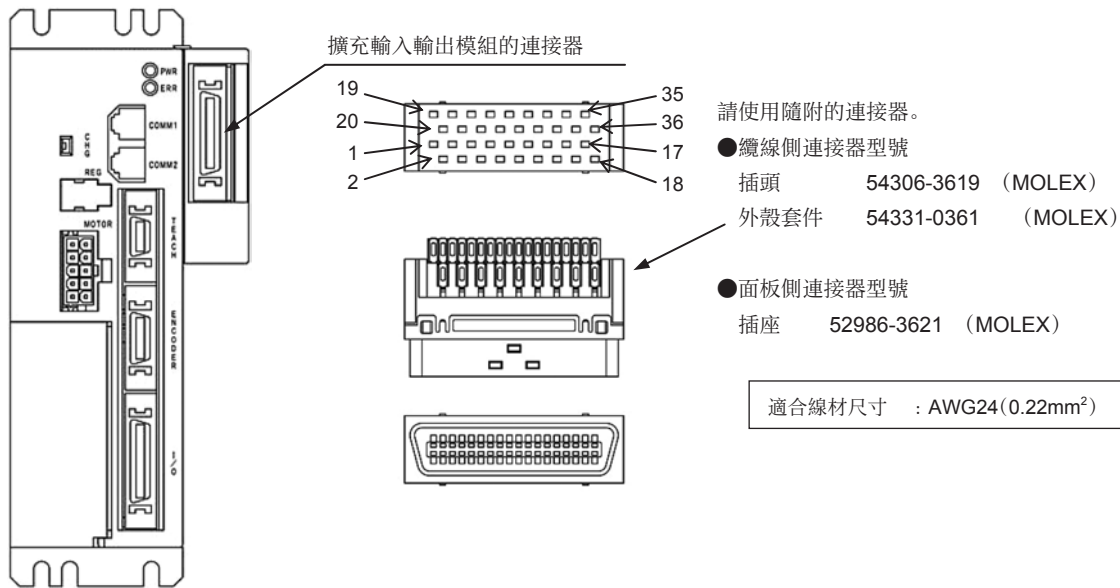 擴充輸入輸出模組的連接器
PWR
ERR
COMM1
CHG
COMM2
REG
MOTOR
TEACH
ENCODER
I/O
19
20
1
2
35
36
17
18
請使用隨附的連接器。
●纜線側連接器型號
插頭 54306-3619 （MOLEX）
外殼套件 54331-0361 （MOLEX）
●面板側連接器型號
插座 52986-3621 （MOLEX）
適合線材尺寸 ：AWG24（0.22mm²）